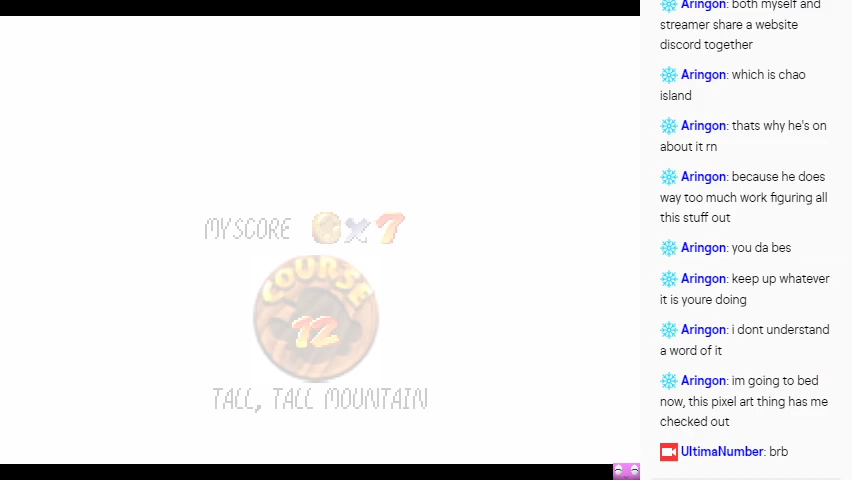 Aringon: both myself and
streamer share a website
discord together
Aringon: which is chao
island
Aringon: thats why he's on
about it rn
Aringon: because he does
way too much work figuring all
this stuff out
Aringon: you da bes
Aringon: keep up whatever
it is youre doing
Aringon: i dont understand
a word of it
Aringon: im going to bed
now, this pixel art thing has me
checked out
UltimaNumber: brb
MY SCORE x 7
COURSE
12
TALL, TALL MOUNTAIN